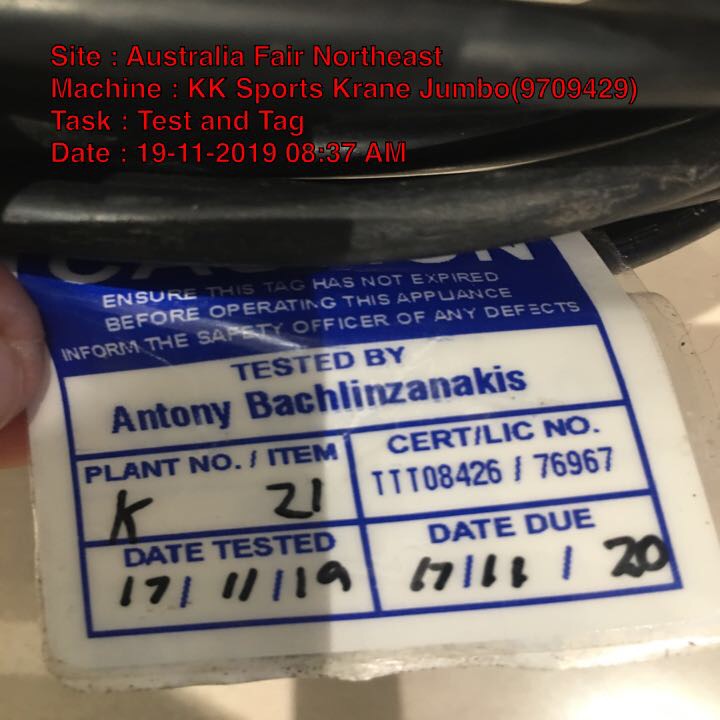 Site : Australia Fair Northeast
Machine : KK Sports Krane Jumbo(9709429)
Task : Test and Tag
Date : 19-11-2019 08:37 AM
ENSURE THIS TAG HAS NOT EXPIRED
BEFORE OPERATING THIS APPLIANCE
INFORM THE SAFETY OFFICER OF ANY DEFECTS
TESTED BY
Antony Bachlinzanakis
PLANT NO. / ITEM
K 21
CERT/LIC NO.
TTT08426 / 76967
DATE TESTED
17/ 11/19
DATE DUE
17/11 / 20